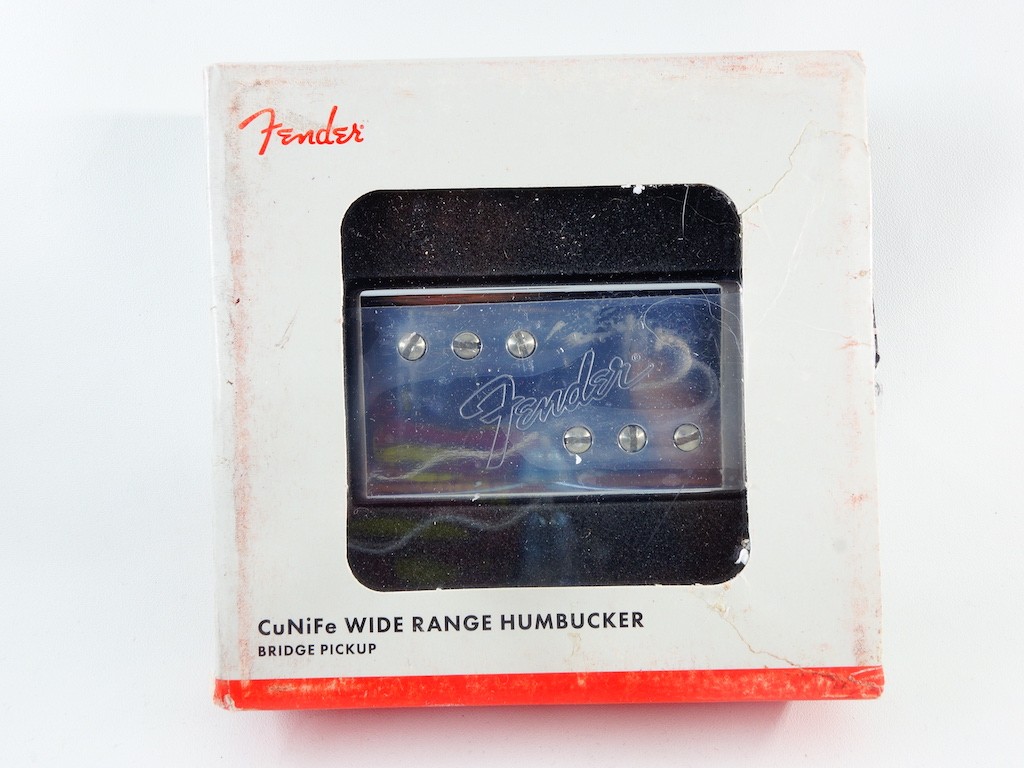 Fender
Fender
CuNiFe WIDE RANGE HUMBUCKER
BRIDGE PICKUP